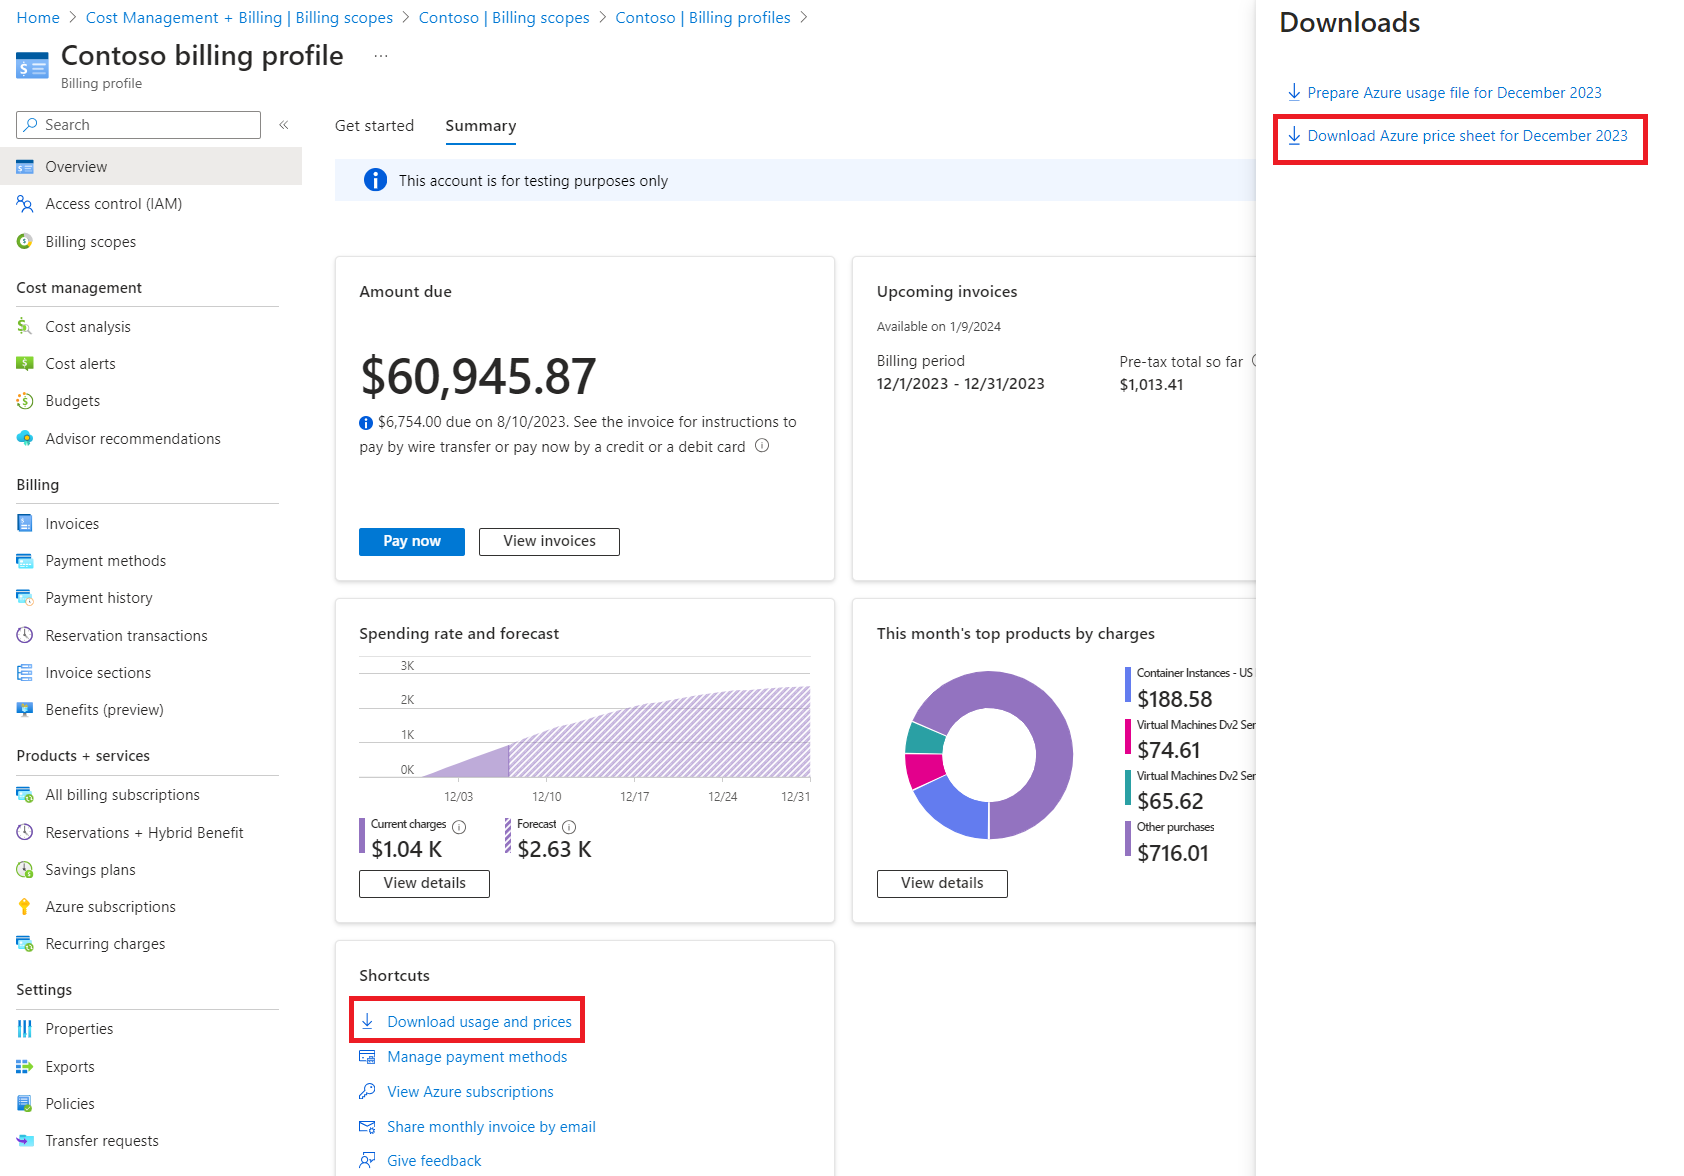 Home > Cost Management + Billing | Billing scopes > Contoso | Billing scopes > Contoso | Billing profiles >
Contoso billing profile ...
Billing profile
Search «
Overview
Access control (IAM)
Billing scopes
Cost management
Cost analysis
Cost alerts
Budgets
Advisor recommendations
Billing
Invoices
Payment methods
Payment history
Reservation transactions
Invoice sections
Benefits (preview)
Products + services
All billing subscriptions
Reservations + Hybrid Benefit
Savings plans
Azure subscriptions
Recurring charges
Settings
Properties
Exports
Policies
Transfer requests
Get started Summary
This account is for testing purposes only
Amount due
$60,945.87
$6,754.00 due on 8/10/2023. See the invoice for instructions to
pay by wire transfer or pay now by a credit or a debit card
Pay now View invoices
Upcoming invoices
Available on 1/9/2024
Billing period
12/1/2023 - 12/31/2023
Pre-tax total so far
$1,013.41
Spending rate and forecast
3K
2K
1K
0K
12/03 12/10 12/17 12/24 12/31
Current charges
$1.04 K
Forecast
$2.63 K
View details
This month's top products by charges
Container Instances - US
$188.58
Virtual Machines Dv2 Ser
$74.61
Virtual Machines Dv2 Ser
$65.62
Other purchases
$716.01
View details
Shortcuts
Download usage and prices
Manage payment methods
View Azure subscriptions
Share monthly invoice by email
Give feedback
Downloads
Prepare Azure usage file for December 2023
Download Azure price sheet for December 2023